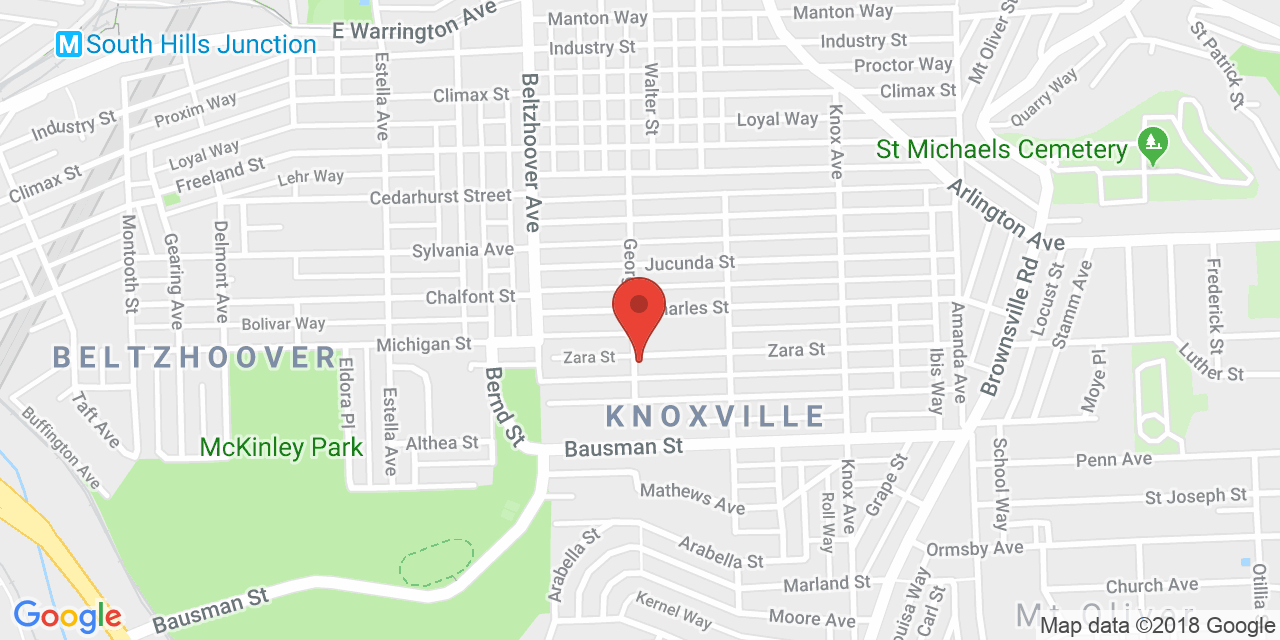 Manton Way
Manton Way
E Warrington Ave
Mt Oliver St
St Patrick St
M South Hills Junction
Industry St
Industry St
Estella Ave
Beltzhoover Ave
Walter St
Proctor Way
Quarry Way
Climax St
Climax St
Proxim Way
Industry St
Loyal Way
Knox Ave
Loyal Way
St Michaels Cemetery
Freeland St
Lehr Way
Climax St
Cedarhurst Street
Arlington Ave
Montooth St
Gearing Ave
Delmont Ave
Sylvania Ave
Geor
Jucunda St
Brownsville Rd
Locust St
Stamm Ave
Frederick St
Chalfont St
harles St
Bolivar Way
Amanda Ave
Ibis Way
BELTZHOOVER
Michigan St
Zara St
Zara St
Luther St
Moye Pl
Eldora Pl
Estella Ave
Bernd St
Taft Ave
Buffington Ave
KNOXVILLE
McKinley Park
Althea St
Bausman St
School Way
Penn Ave
Knox Ave
Grape St
Roll Way
Mathews Ave
St Joseph St
Arabella St
Arabella St
Ormsby Ave
Marland St
Church Ave
Ottilli
Bausman St
Kernel Way
Moore Ave
ouisa Way
Carl St
Mt Oliver
Google
Map data ©2018 Google